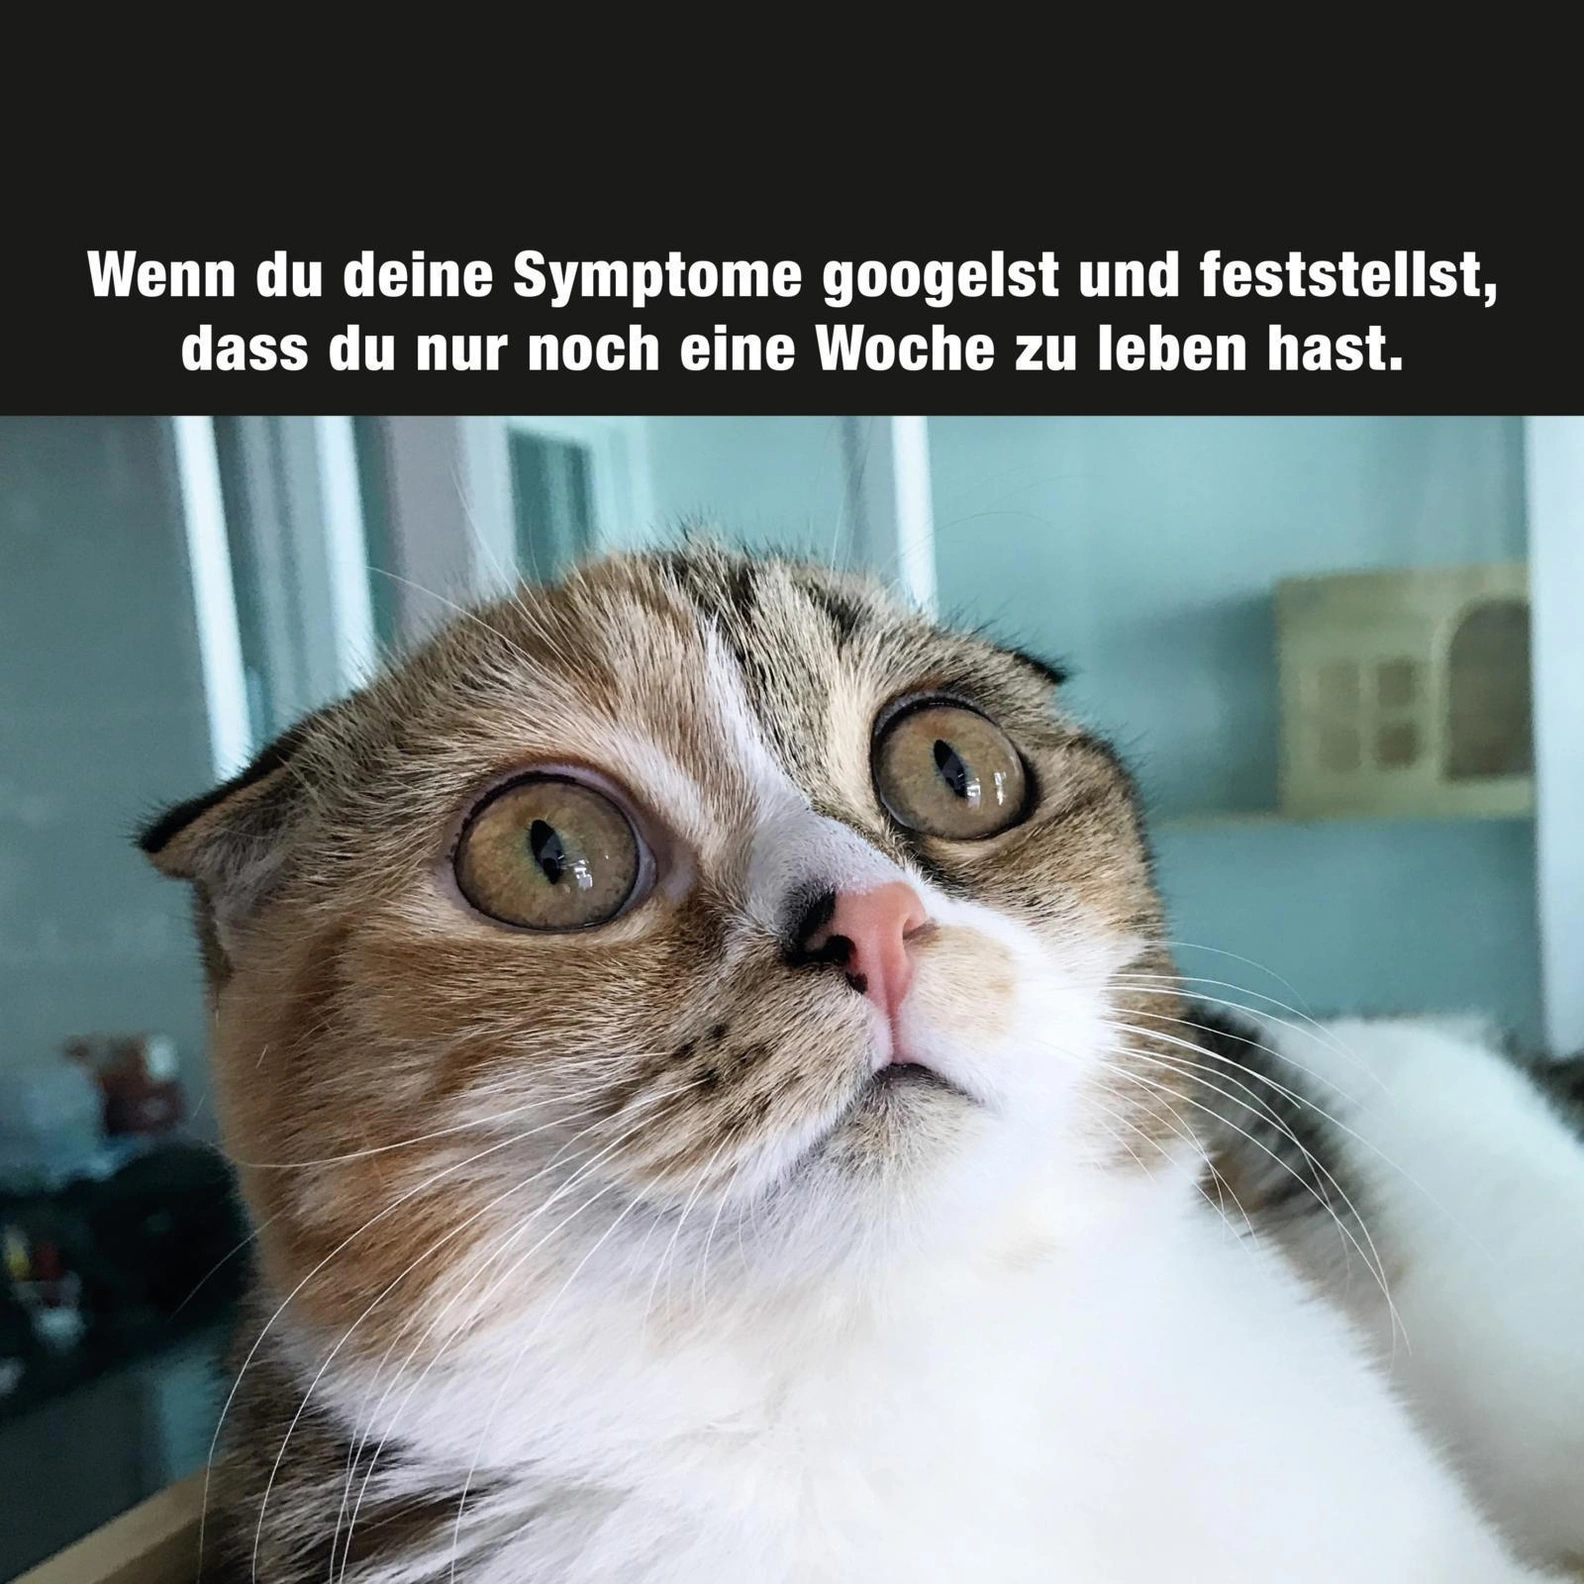 Wenn du deine Symptome googelst und feststellst,
dass du nur noch eine Woche zu leben hast.